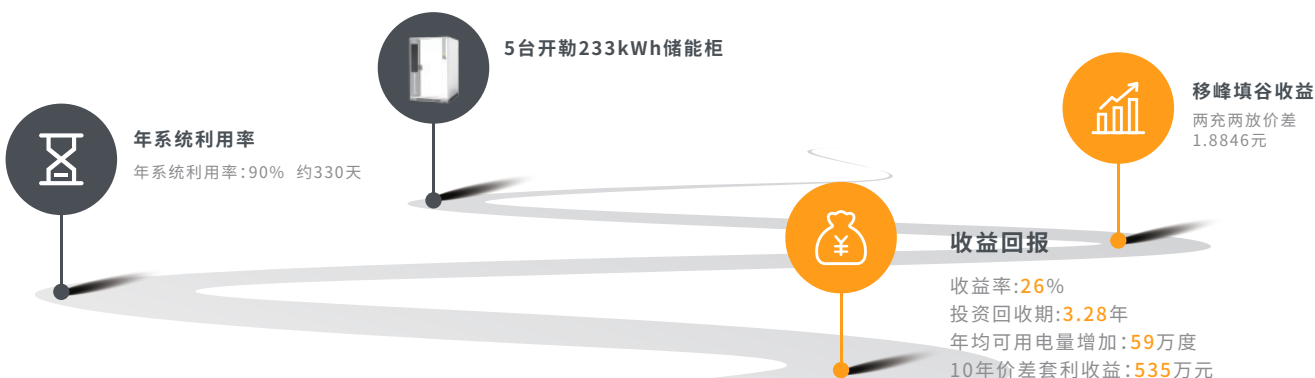 5台开勒233kWh储能柜
年系统利用率
年系统利用率:90% 约330天
移峰填谷收益
两充两放价差
1.8846元
¥
收益回报
收益率:26%
投资回收期:3.28年
年均可用电量增加:59万度
10年价差套利收益:535万元